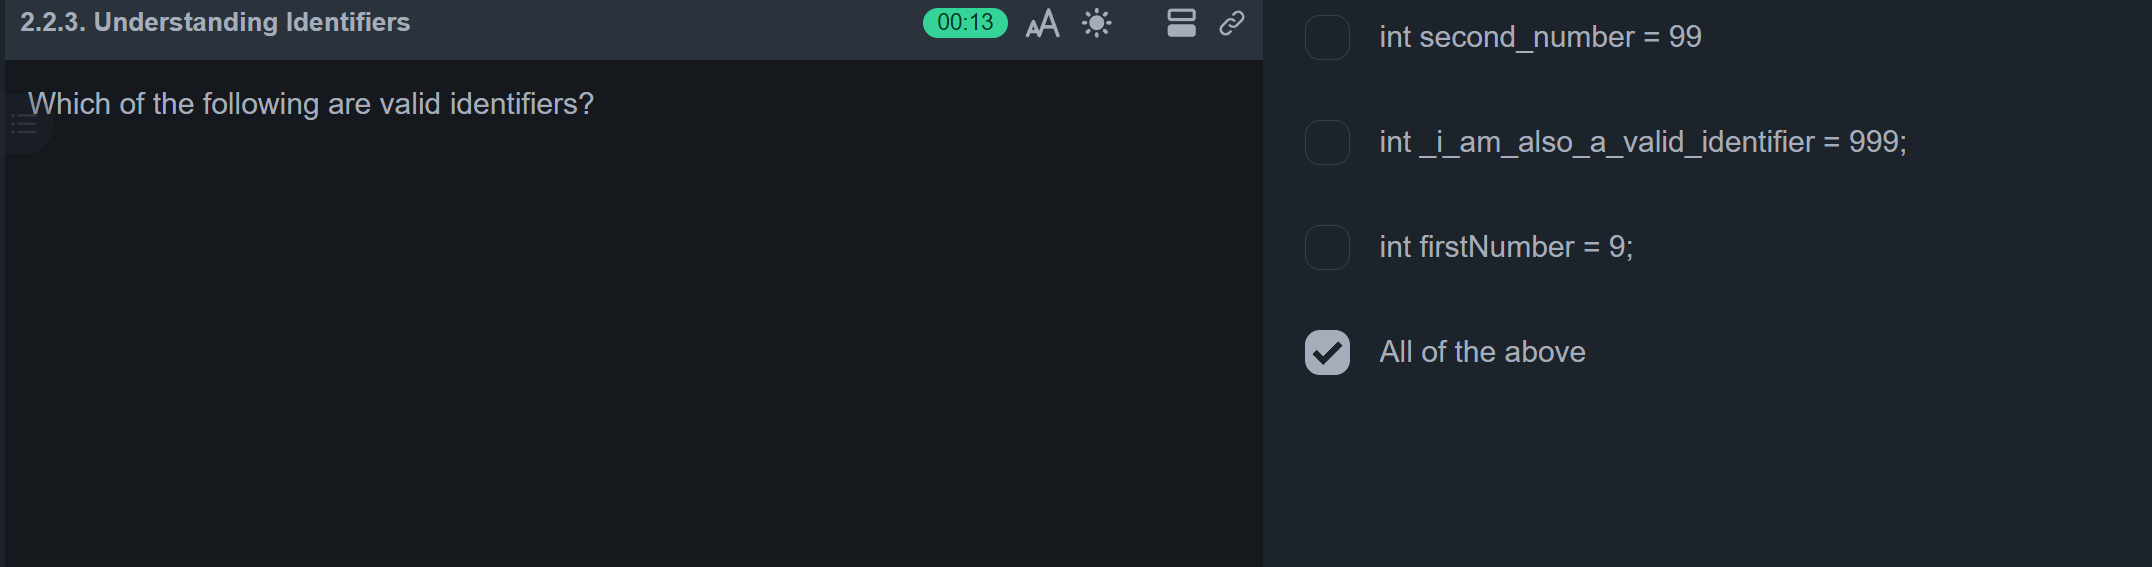 2.2.3. Understanding Identifiers
00:13
AA
Which of the following are valid identifiers?
int second_number = 99
int _i_am_also_a_valid_identifier = 999;
int firstNumber = 9;
All of the above